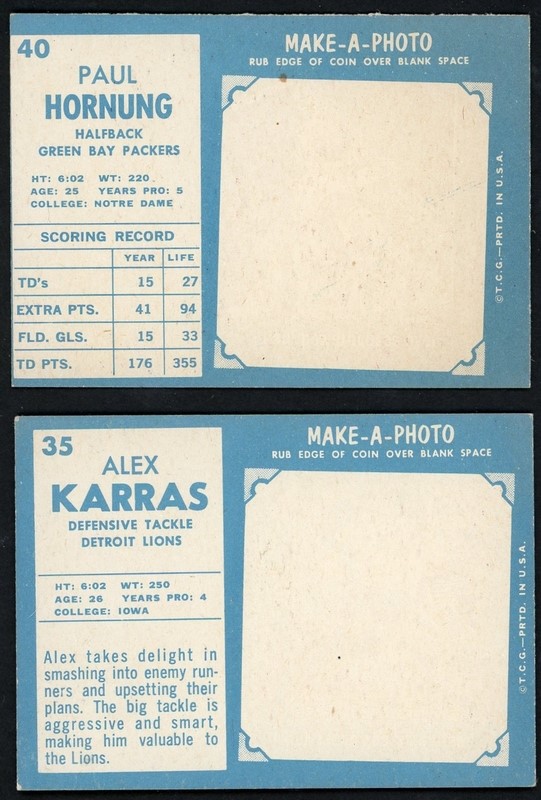 40
PAUL
HORNUNG
HALFBACK
GREEN BAY PACKERS
HT: 6:02 WT: 220
AGE: 25 YEARS PRO: 5
COLLEGE: NOTRE DAME
SCORING RECORD
YEAR LIFE
TD's 15 27
EXTRA PTS. 41 94
FLD. GLS. 15 33
TD PTS. 176 355
MAKE-A-PHOTO
RUB EDGE OF COIN OVER BLANK SPACE
©T.C.G.—PRTD. IN U.S.A.
35
ALEX
KARRAS
DEFENSIVE TACKLE
DETROIT LIONS
HT: 6:02 WT: 250
AGE: 26 YEARS PRO: 4
COLLEGE: IOWA
Alex takes delight in
smashing into enemy run-
ners and upsetting their
plans. The big tackle is
aggressive and smart,
making him valuable to
the Lions.
MAKE-A-PHOTO
RUB EDGE OF COIN OVER BLANK SPACE
©T.C.G.—PRTD. IN U.S.A.